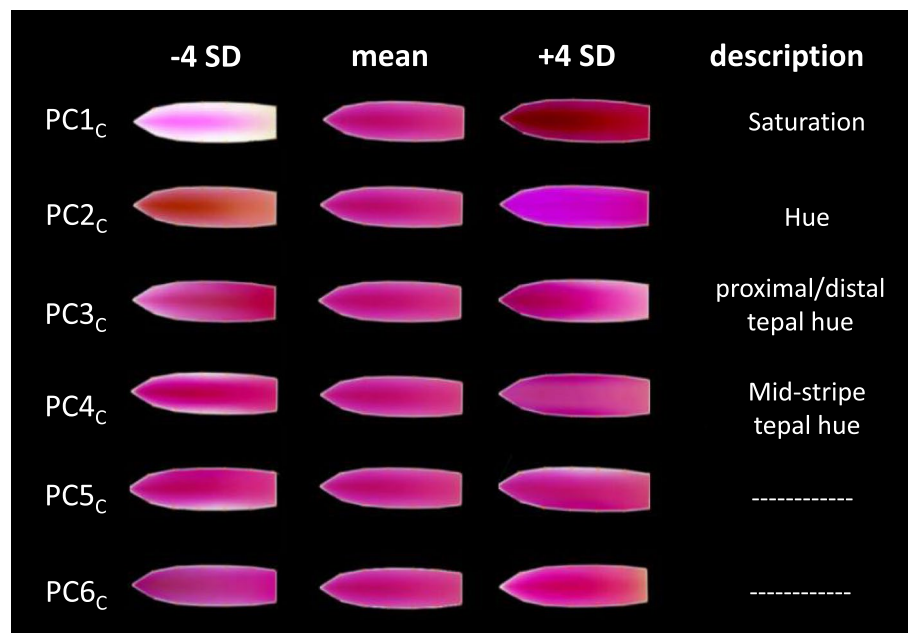 -4 SD mean +4 SD description
PC1C Saturation
PC2C Hue
PC3C proximal/distal
tepal hue
PC4C Mid-stripe
tepal hue
PC5C ------------
PC6C ------------